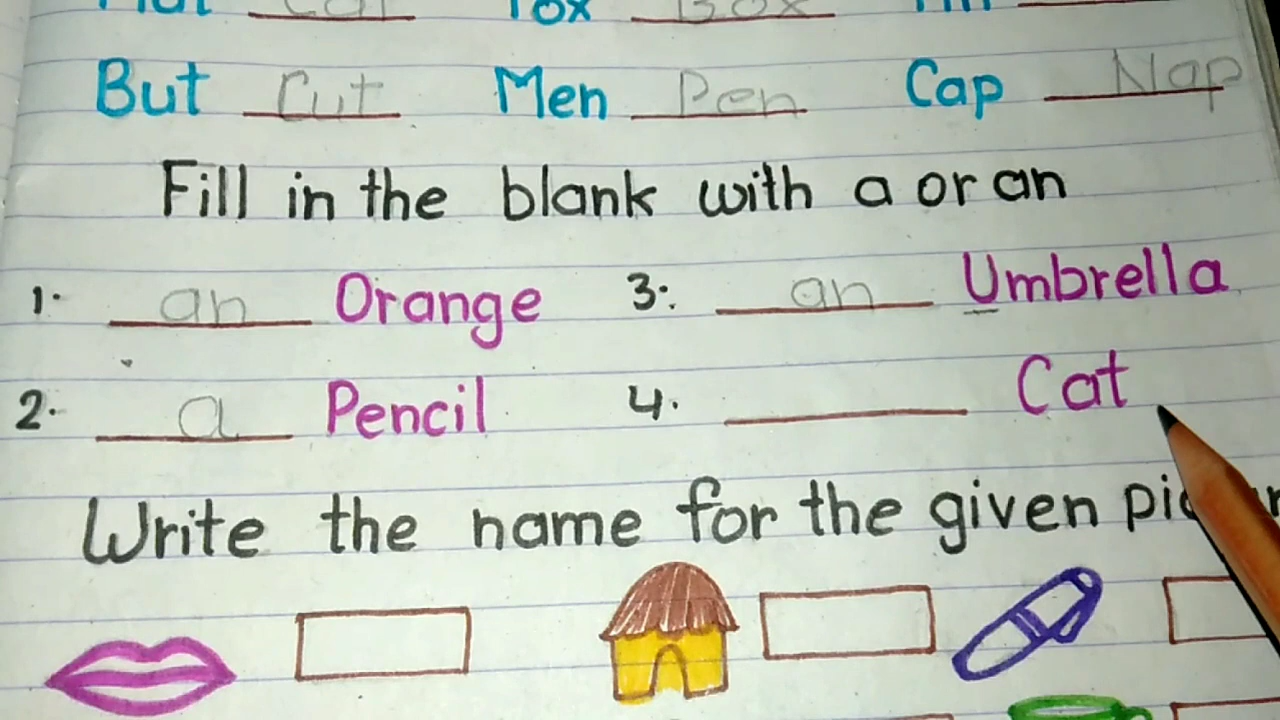 Box
But Cut Men Pen Cap Nap
Fill in the blank with a or an
1. an Orange 3. an Umbrella
2. a Pencil 4. Cat
Write the name for the given